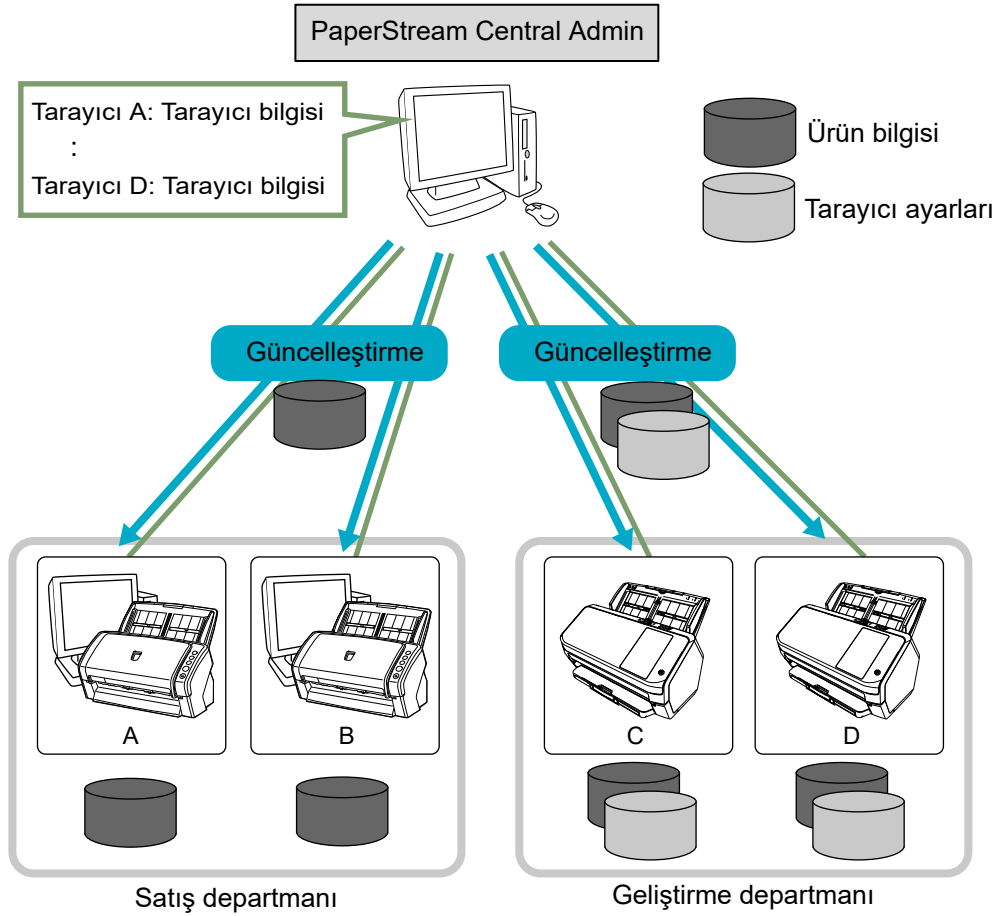 PaperStream Central Admin
Tarayıcı A: Tarayıcı bilgisi
:
Tarayıcı D: Tarayıcı bilgisi
Ürün bilgisi
Tarayıcı ayarları
Güncelleştirme
Güncelleştirme
A
B
C
D
Satış departmanı
Geliştirme departmanı